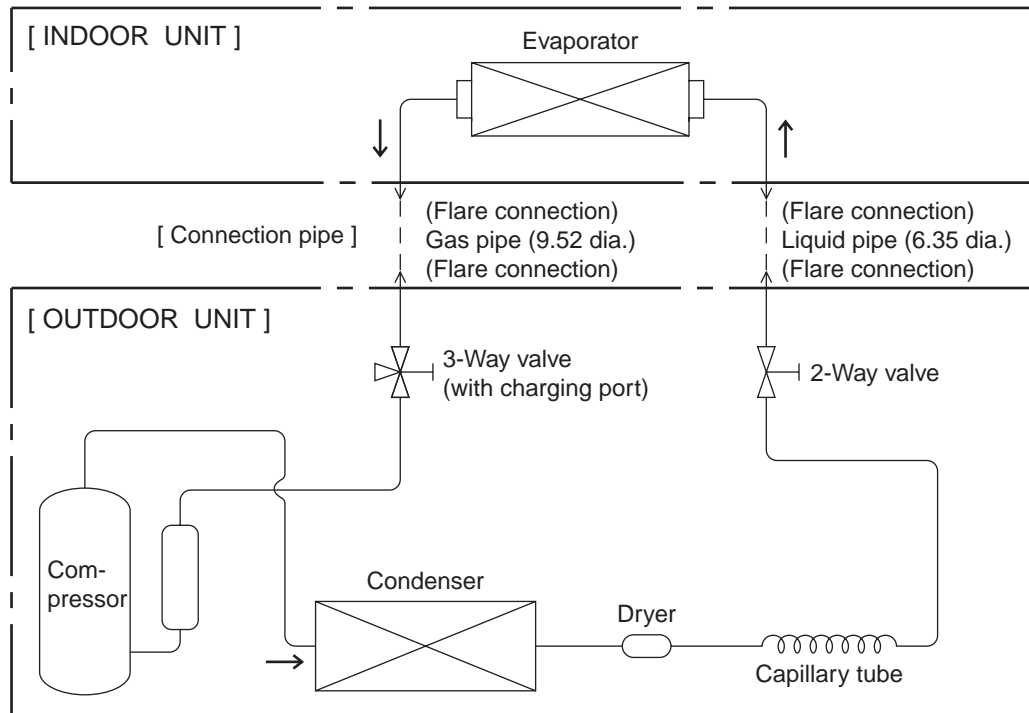 [ INDOOR UNIT ]
Evaporator
[ Connection pipe ]
(Flare connection)
Gas pipe (9.52 dia.)
(Flare connection)
(Flare connection)
Liquid pipe (6.35 dia.)
(Flare connection)
[ OUTDOOR UNIT ]
3-Way valve
(with charging port)
2-Way valve
Com-
pressor
Condenser
Dryer
Capillary tube